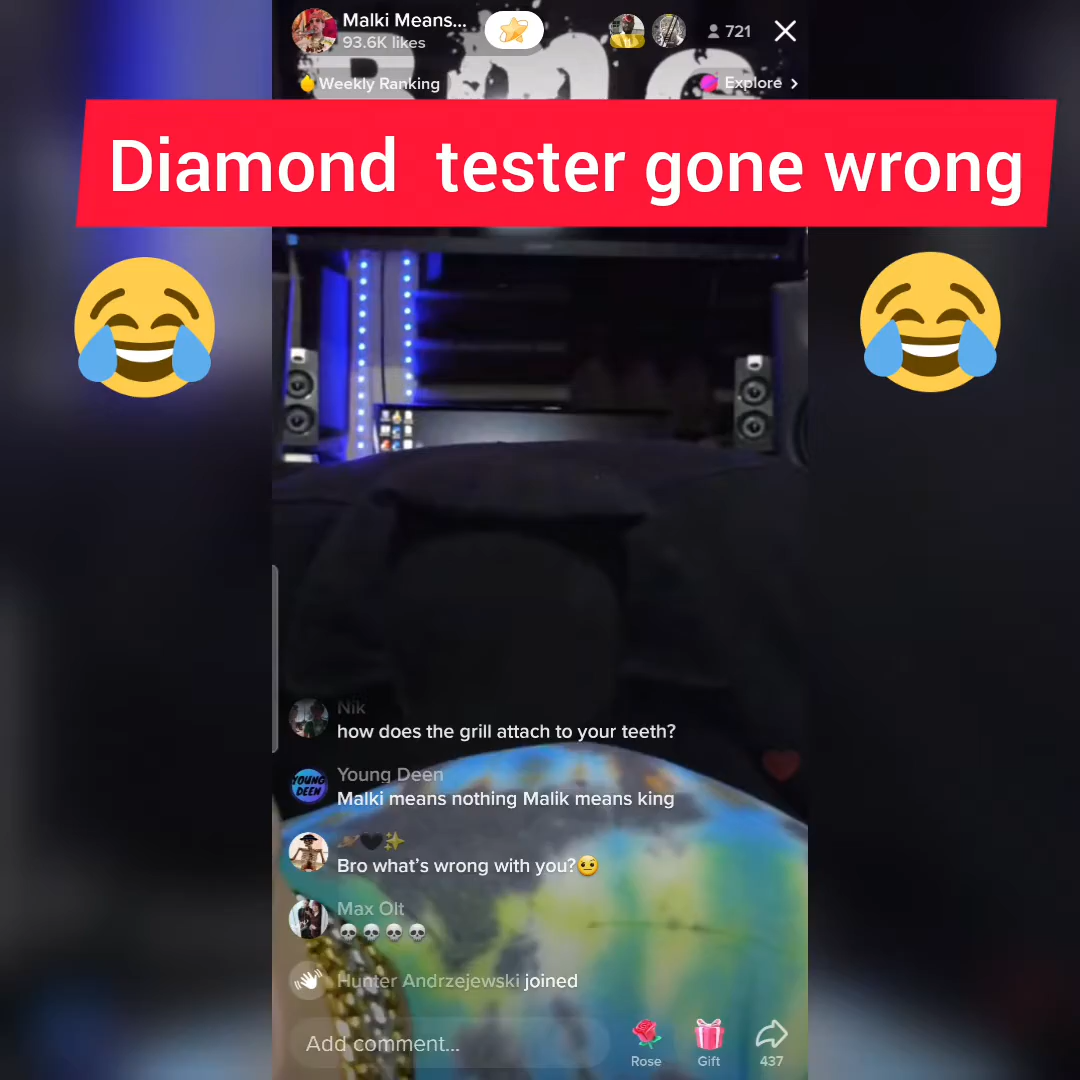 Malki Means...
93.6K likes
721
Weekly Ranking
Explore
Diamond tester gone wrong
Nik
how does the grill attach to your teeth?
YOUNG
DEEN
Young Deen
Malki means nothing Malik means king
🪐🖤✨
Bro what's wrong with you?🤨
Max Olt
💀💀💀💀
Hunter Andrzejewski joined
Add comment...
Rose
Gift
437